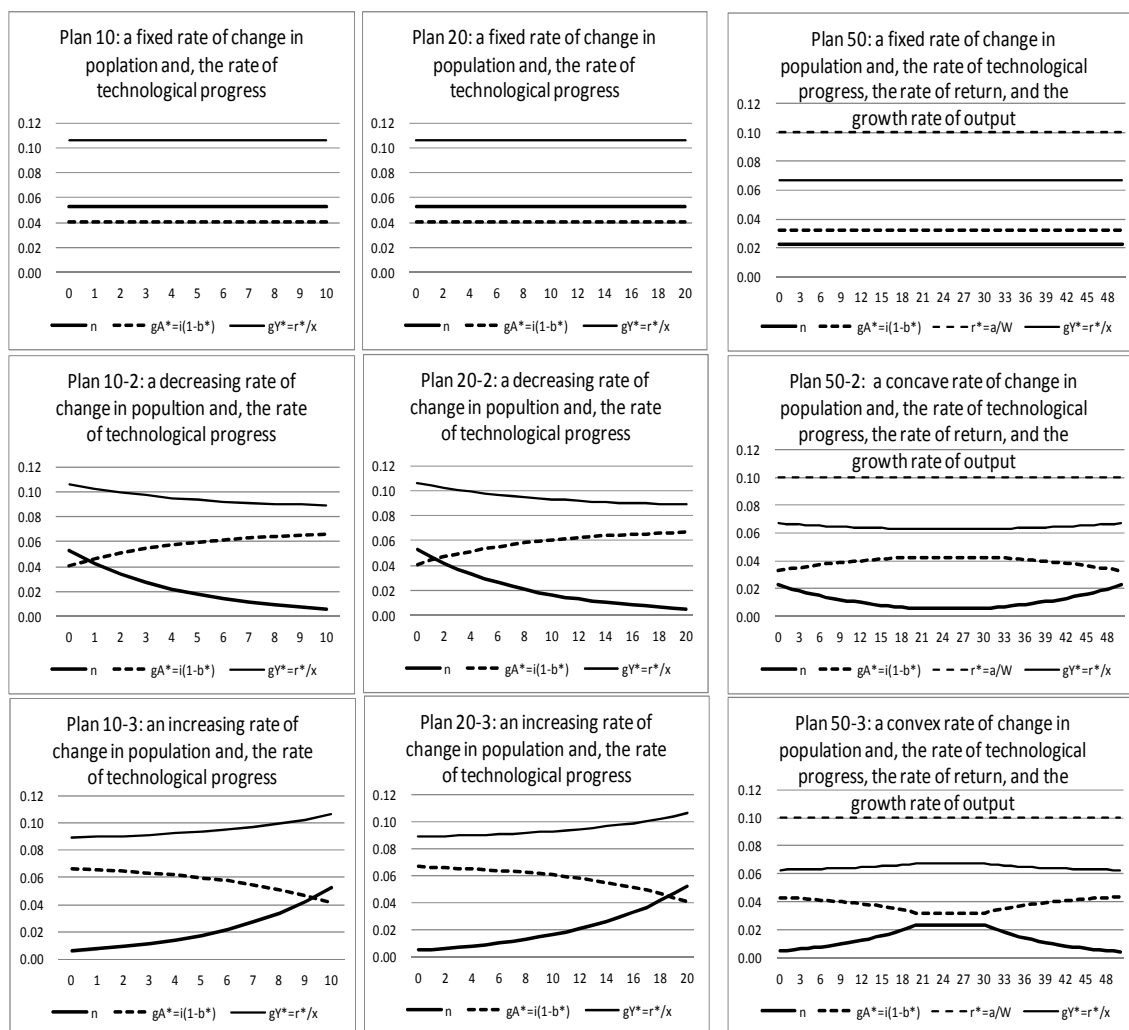 Plan 10: a fixed rate of change in
poplation and, the rate of
technological progress
0.12
0.10
0.08
0.06
0.04
0.02
0.00
0 1 2 3 4 5 6 7 8 9 10
n gA*=i(1-b*) gY*=r*/x
Plan 20: a fixed rate of change in
population and, the rate of
technological progress
0.12
0.10
0.08
0.06
0.04
0.02
0.00
0 2 4 6 8 10 12 14 16 18 20
n gA*=i(1-b*) gY*=r*/x
Plan 50: a fixed rate of change in
population and, the rate of technological
progress, the rate of return, and the
growth rate of output
0.12
0.10
0.08
0.06
0.04
0.02
0.00
0 3 6 9 12 15 18 21 24 27 30 33 36 39 42 45 48
n gA*=i(1-b*) r*=a/W gY*=r*/x
Plan 10-2: a decreasing rate of
change in popultion and, the rate
of technological progress
0.12
0.10
0.08
0.06
0.04
0.02
0.00
0 1 2 3 4 5 6 7 8 9 10
n gA*=i(1-b*) gY*=r*/x
Plan 20-2: a decreasing rate of
change in population and, the rate
of technological progress
0.12
0.10
0.08
0.06
0.04
0.02
0.00
0 2 4 6 8 10 12 14 16 18 20
n gA*=i(1-b*) gY*=r*/x
Plan 50-2: a concave rate of change in
population and, the rate of technological
progress, the rate of return, and the
growth rate of output
0.12
0.10
0.08
0.06
0.04
0.02
0.00
0 3 6 9 12 15 18 21 24 27 30 33 36 39 42 45 48
n gA*=i(1-b*) r*=a/W gY*=r*/x
Plan 10-3: an increasing rate of
change in population and, the rate
of technological progress
0.12
0.10
0.08
0.06
0.04
0.02
0.00
0 1 2 3 4 5 6 7 8 9 10
n gA*=i(1-b*) gY*=r*/x
Plan 20-3: an increasing rate of
change in population and, the rate
of technological progress
0.12
0.10
0.08
0.06
0.04
0.02
0.00
0 2 4 6 8 10 12 14 16 18 20
n gA*=i(1-b*) gY*=r*/x
Plan 50-3: a convex rate of change in
population and, the rate of technological
progress, the rate of return, and the
growth rate of output
0.12
0.10
0.08
0.06
0.04
0.02
0.00
0 3 6 9 12 15 18 21 24 27 30 33 36 39 42 45 48
n gA*=i(1-b*) r*=a/W gY*=r*/x